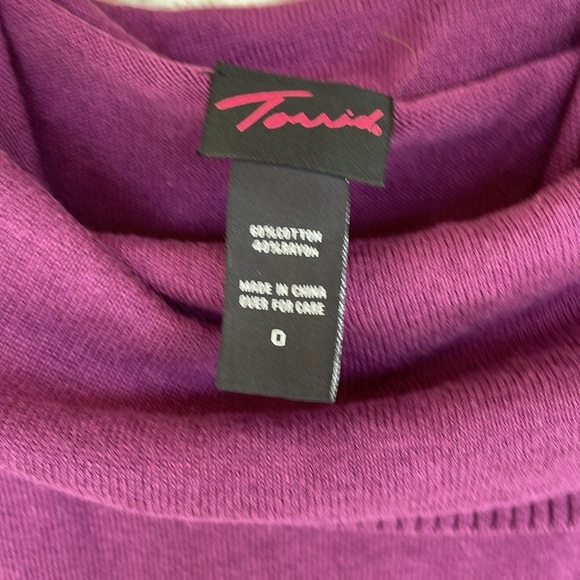 Torrid.
60%COTTON
40%RAYON
MADE IN CHINA
OVER FOR CARE
0